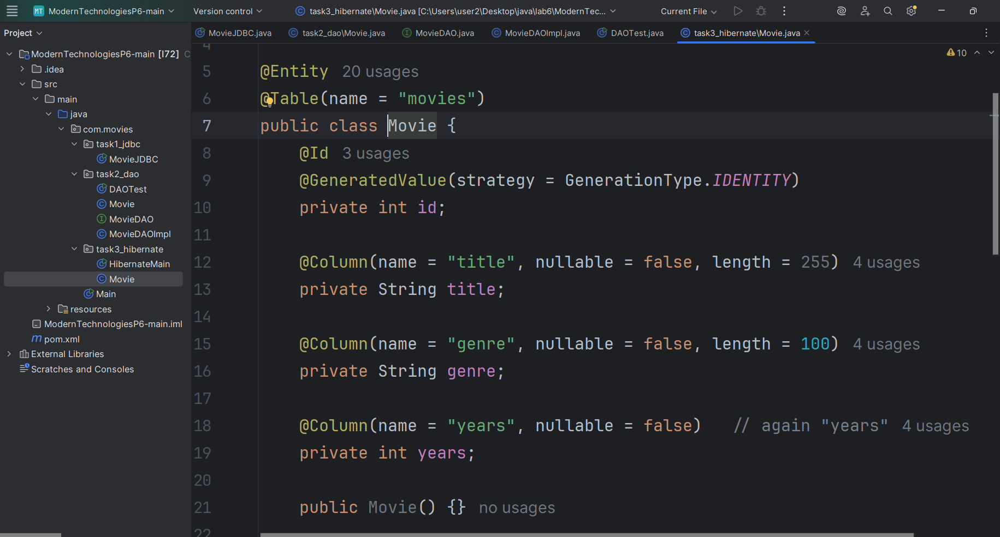 MT ModernTechnologiesP6-main Version control task3_hibernate\Movie.java [C:\Users\user2\Desktop\java\lab6\ModernTec... Current File
Project
MovieJDBC.java task2_dao\Movie.java MovieDAO.java MovieDAOImpl.java DAOTest.java task3_hibernate\Movie.java
ModernTechnologiesP6-main [I72] C
.idea
src
main
java
com.movies
task1_jdbc
MovieJDBC
task2_dao
DAOTest
Movie
MovieDAO
MovieDAOImpl
task3_hibernate
HibernateMain
Movie
Main
resources
ModernTechnologiesP6-main.iml
pom.xml
External Libraries
Scratches and Consoles
10
4
5 @Entity 20 usages
6 @Table(name = "movies")
7 public class Movie {
8 @Id 3 usages
9 @GeneratedValue(strategy = GenerationType.IDENTITY)
10 private int id;
11
12 @Column(name = "title", nullable = false, length = 255) 4 usages
13 private String title;
14
15 @Column(name = "genre", nullable = false, length = 100) 4 usages
16 private String genre;
17
18 @Column(name = "years", nullable = false) // again "years" 4 usages
19 private int years;
20
21 public Movie() {} no usages
22